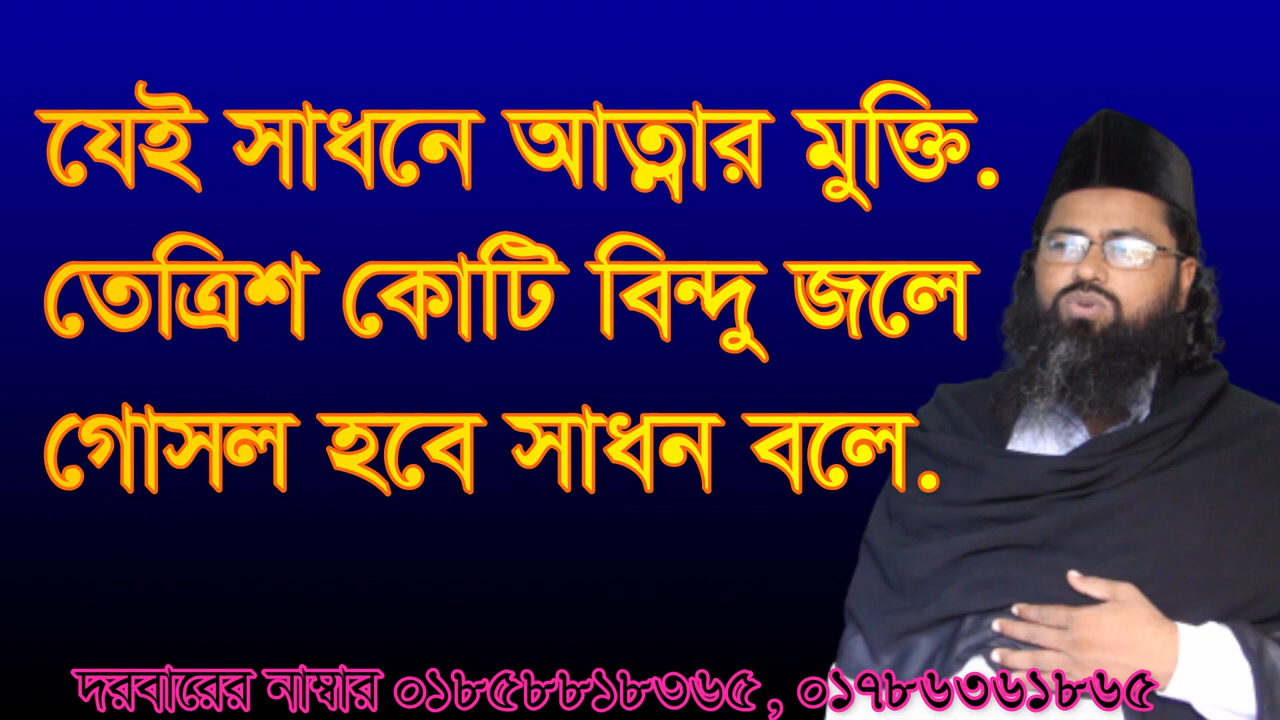 যেই সাধনে আত্নার মুক্তি.
তেত্রিশ কোটি বিন্দু জলে
গোসল হবে সাধন বলে.
দরবারের নাম্বার ০১৮৫৮৮১৮৩৬৫, ০১৭৮৬৩৬১৮৬৫